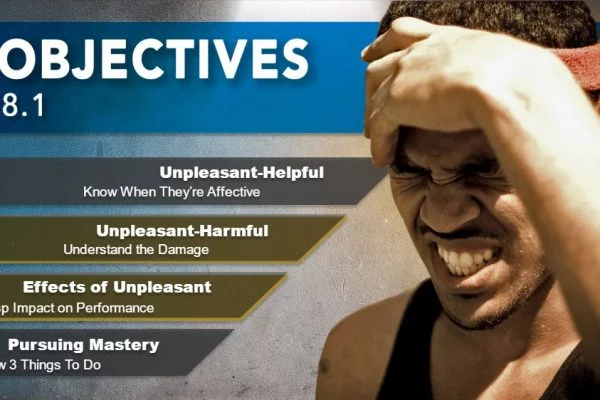 OBJECTIVES
8.1
Unpleasant-Helpful
Know When They're Affective
Unpleasant-Harmful
Understand the Damage
Effects of Unpleasant
Impact on Performance
Pursuing Mastery
3 Things To Do